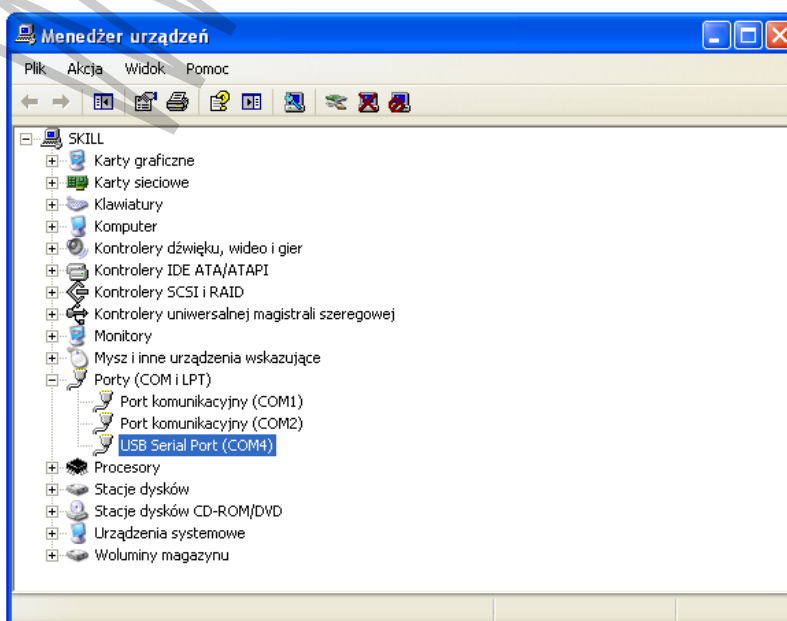 Menedżer urządzeń
Plik Akcja Widok Pomoc
SKILL
Karty graficzne
Karty sieciowe
Klawiatury
Komputer
Kontrolery dźwięku, wideo i gier
Kontrolery IDE ATA/ATAPI
Kontrolery SCSI i RAID
Kontrolery uniwersalnej magistrali szeregowej
Monitory
Mysz i inne urządzenia wskazujące
Porty (COM i LPT)
Port komunikacyjny (COM1)
Port komunikacyjny (COM2)
USB Serial Port (COM4)
Procesory
Stacje dysków
Stacje dysków CD-ROM/DVD
Urządzenia systemowe
Woluminy magazynu